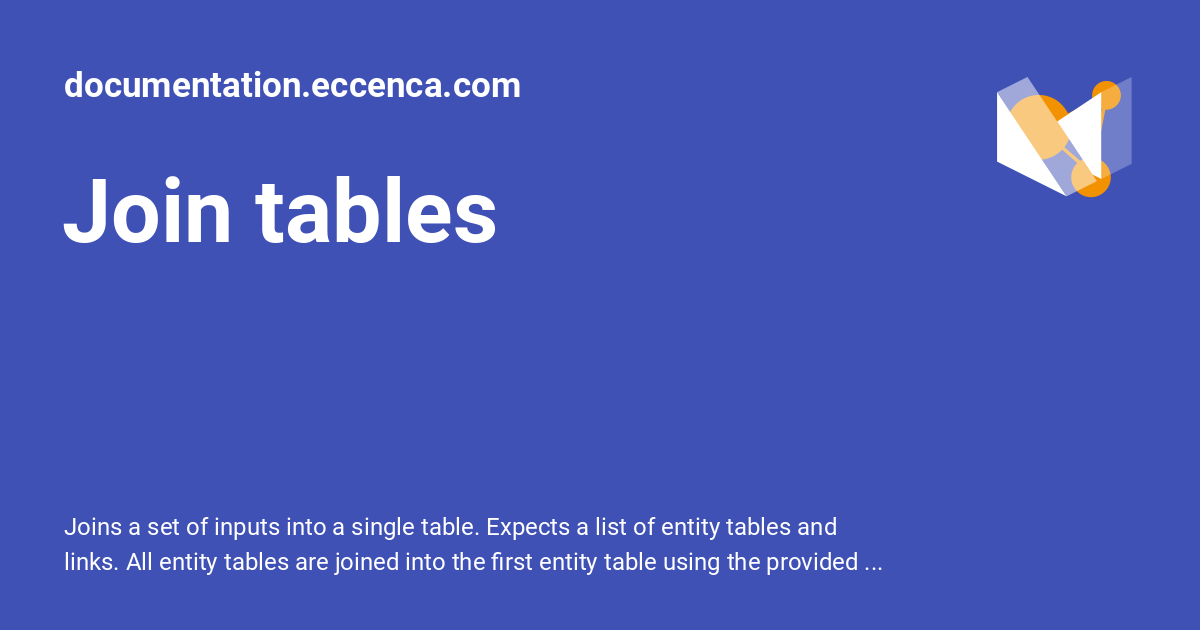 documentation.eccenca.com
Join tables
Joins a set of inputs into a single table. Expects a list of entity tables and
links. All entity tables are joined into the first entity table using the provided ...